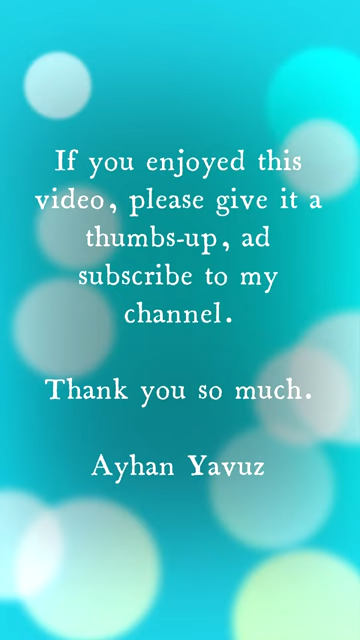 If you enjoyed this
video, please give it a
thumbs-up, ad
subscribe to my
channel.
Thank you so much.
Ayhan Yavuz